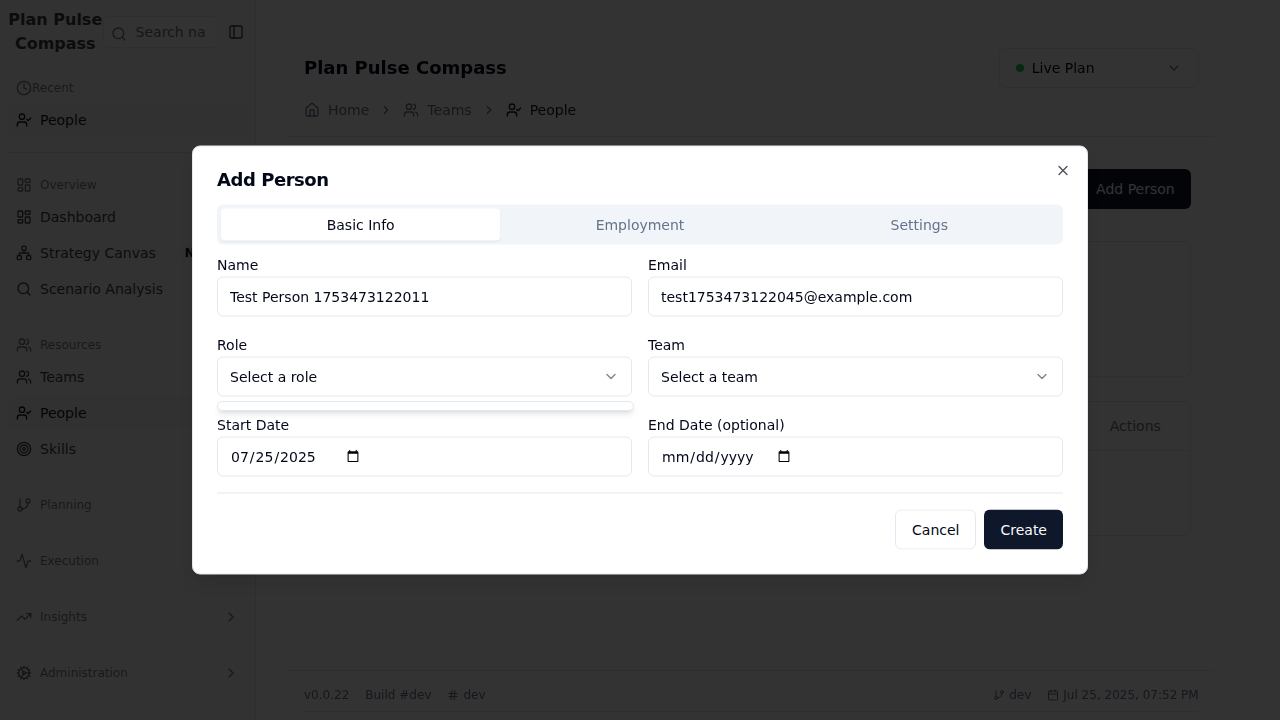 Plan Pulse
Compass
Search na
Recent
People
Overview
Dashboard
Strategy Canvas
Scenario Analysis
Resources
Teams
People
Skills
Planning
Execution
Insights
Administration
Plan Pulse Compass
Live Plan
Home > Teams > People
Add Person
Actions
Add Person
Basic Info Employment Settings
Name Email
Test Person 1753473122011 test1753473122045@example.com
Role Team
Select a role Select a team
Start Date End Date (optional)
07/25/2025 mm/dd/yyyy
Cancel Create
v0.0.22 Build #dev # dev dev Jul 25, 2025, 07:52 PM